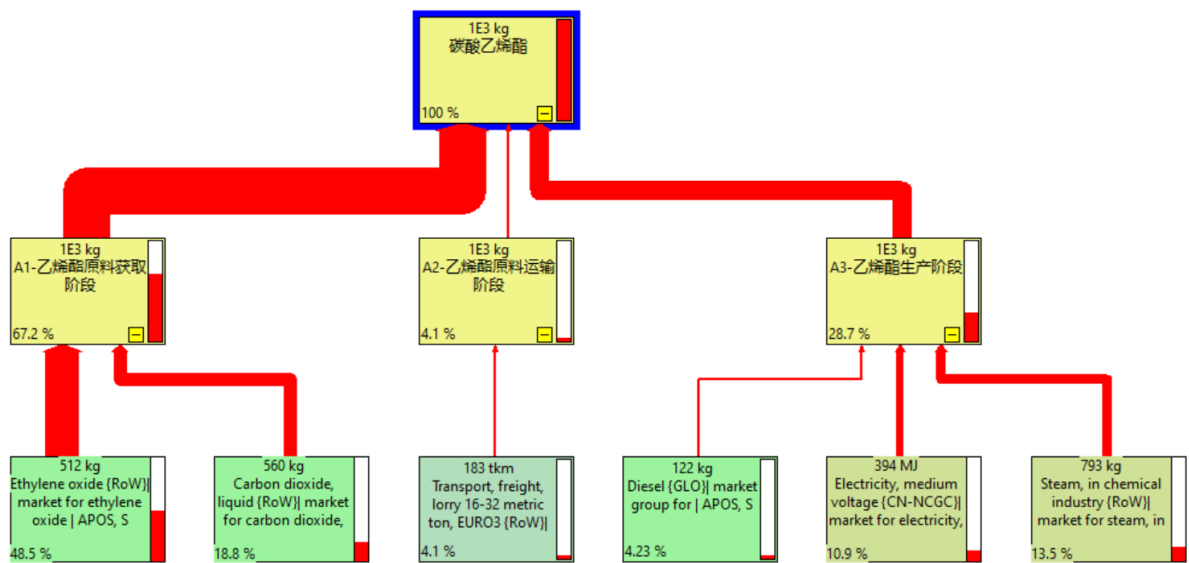 1E3 kg
碳酸乙烯酯
100 %
1E3 kg
A1-乙烯酯原料获取
阶段
67.2 %
1E3 kg
A2-乙烯酯原料运输
阶段
4.1 %
1E3 kg
A3-乙烯酯生产阶段
28.7 %
512 kg
Ethylene oxide {RoW}|
market for ethylene
oxide | APOS, S
48.5 %
560 kg
Carbon dioxide,
liquid {RoW}| market
for carbon dioxide,
18.8 %
183 tkm
Transport, freight,
lorry 16-32 metric
ton, EURO3 {RoW}|
4.1 %
122 kg
Diesel {GLO}| market
group for | APOS, S
4.23 %
394 MJ
Electricity, medium
voltage {CN-NCGC}|
market for electricity,
10.9 %
793 kg
Steam, in chemical
industry {RoW}|
market for steam, in
13.5 %